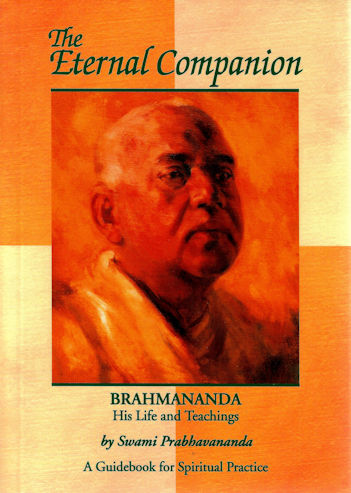 The
Eternal Companion
BRAHMANANDA
His Life and Teachings
by Swami Prabhavananda
A Guidebook for Spiritual Practice